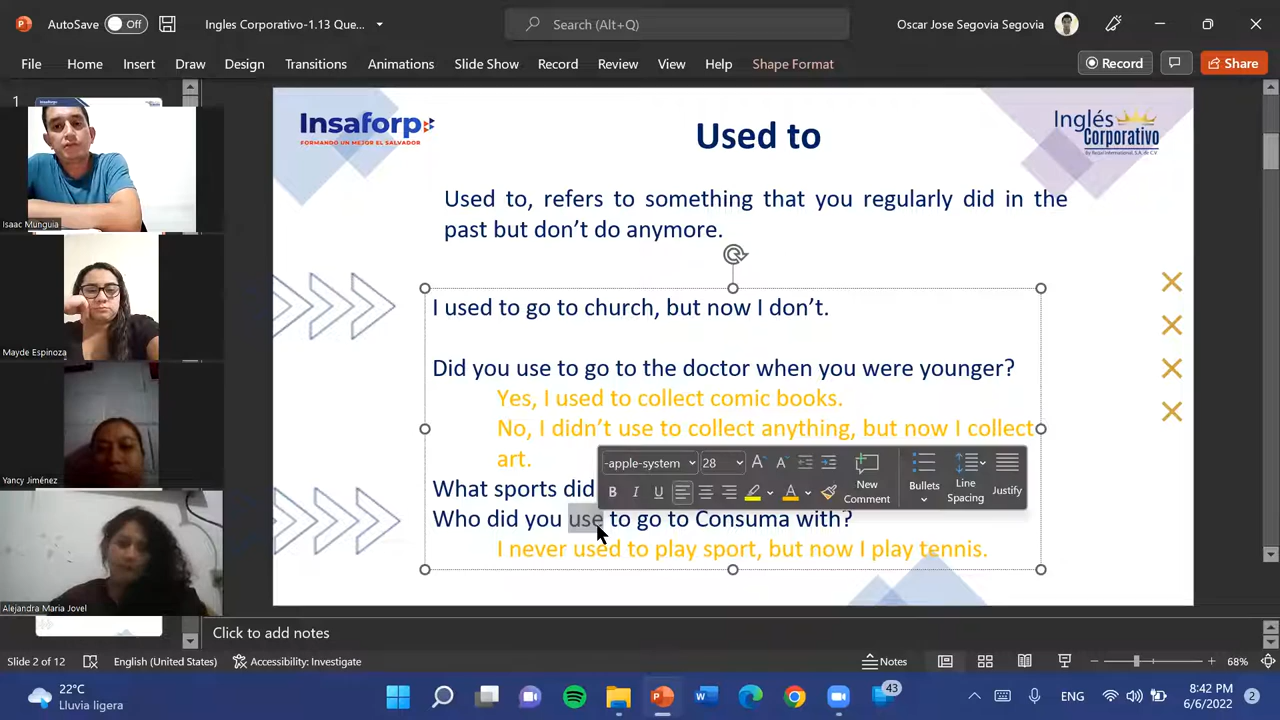 AutoSave Off Ingles Corporativo-1.13 Que... Search (Alt+Q) Oscar Jose Segovia Segovia
File Home Insert Draw Design Transitions Animations Slide Show Record Review View Help Shape Format Record Share
1
Isaac Munguia
Mayde Espinoza
Yancy Jiménez
Alejandra Maria Jovel
Insaforp
FORMANDO UN MEJOR EL SALVADOR
Used to
Inglés
Corporativo
Used to, refers to something that you regularly did in the
past but don't do anymore.
I used to go to church, but now I don't.
Did you use to go to the doctor when you were younger?
Yes, I used to collect comic books.
No, I didn't use to collect anything, but now I collect
art.
-apple-system 28
New
Comment
Bullets
Line
Spacing
Justify
B I U
What sports did
Who did you use to go to Consuma with?
I never used to play sport, but now I play tennis.
Click to add notes
Slide 2 of 12 English (United States) Accessibility: Investigate Notes 68%
22°C
Lluvia ligera
43
ENG
8:42 PM
6/6/2022
2